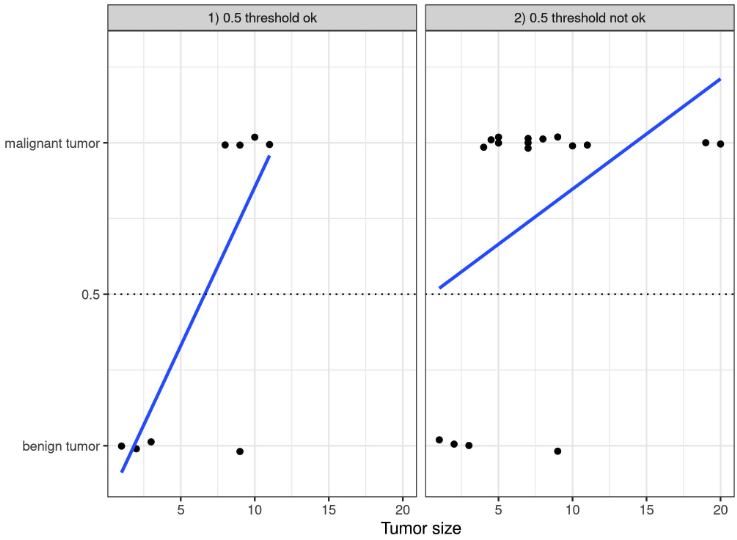 1) 0.5 threshold ok
2) 0.5 threshold not ok
malignant tumor
0.5
benign tumor
5 10 15 20
5 10 15 20
Tumor size